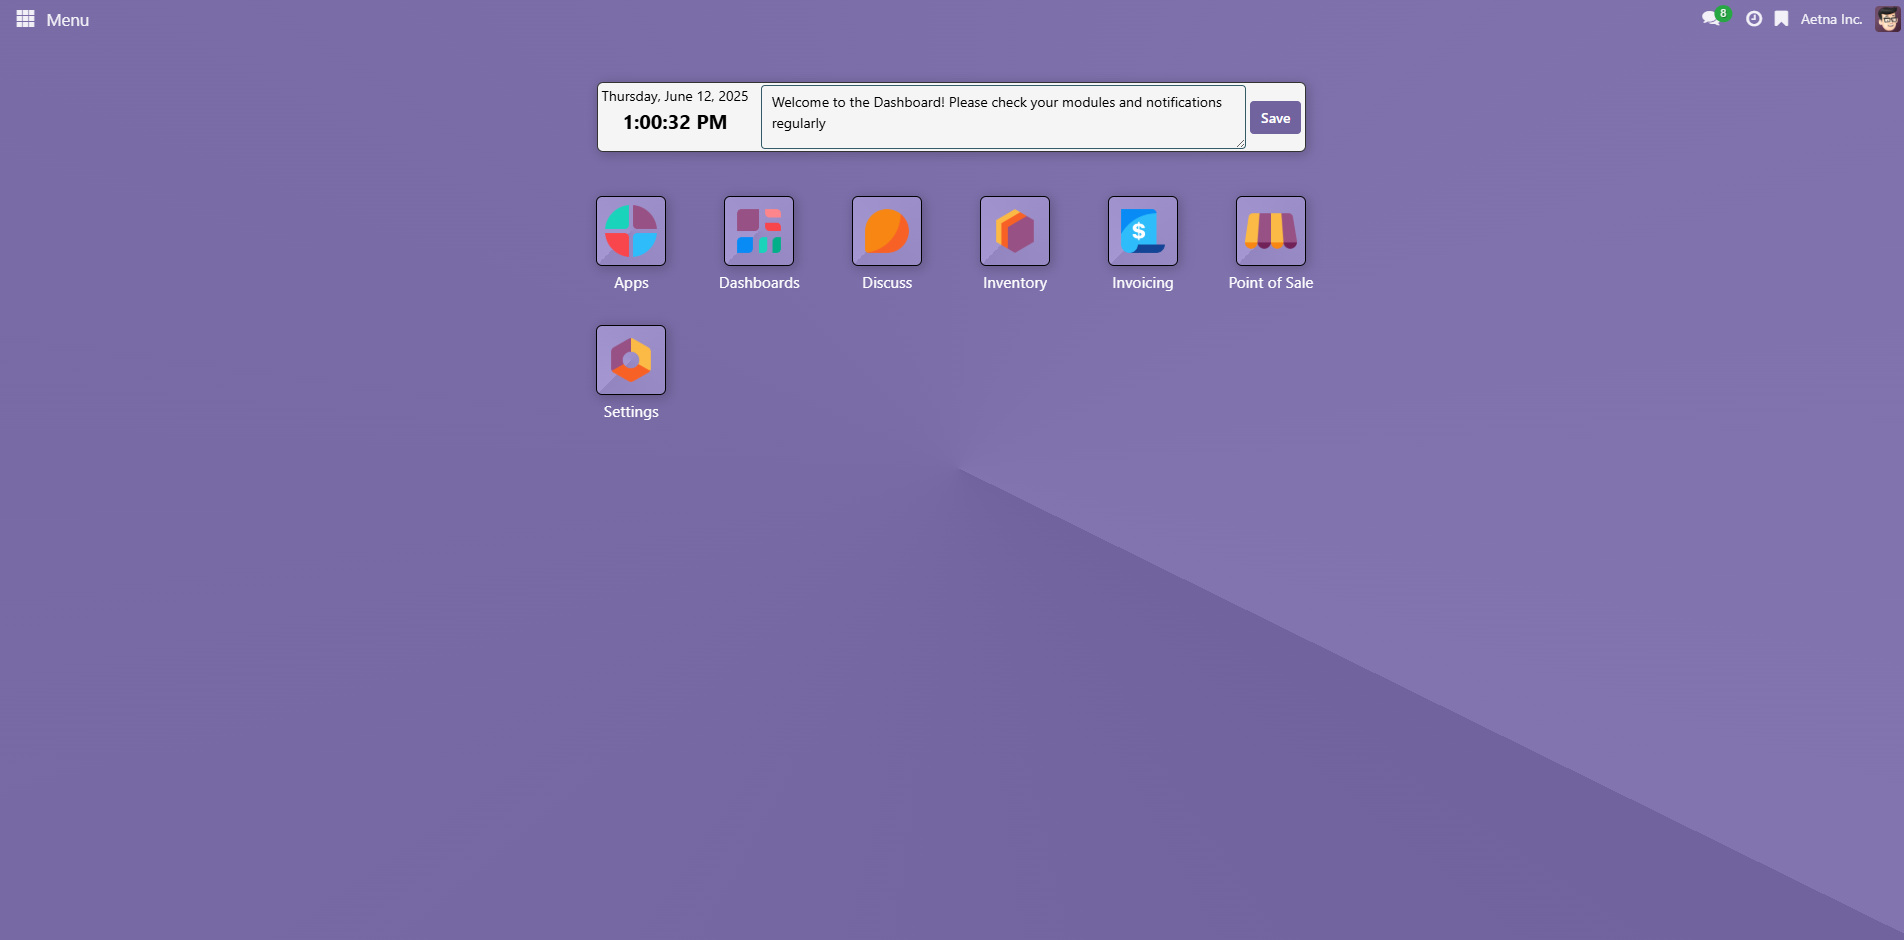 Menu
8
Aetna Inc.
Thursday, June 12, 2025
1:00:32 PM
Welcome to the Dashboard! Please check your modules and notifications
regularly
Save
Apps
Dashboards
Discuss
Inventory
$
Invoicing
Point of Sale
Settings